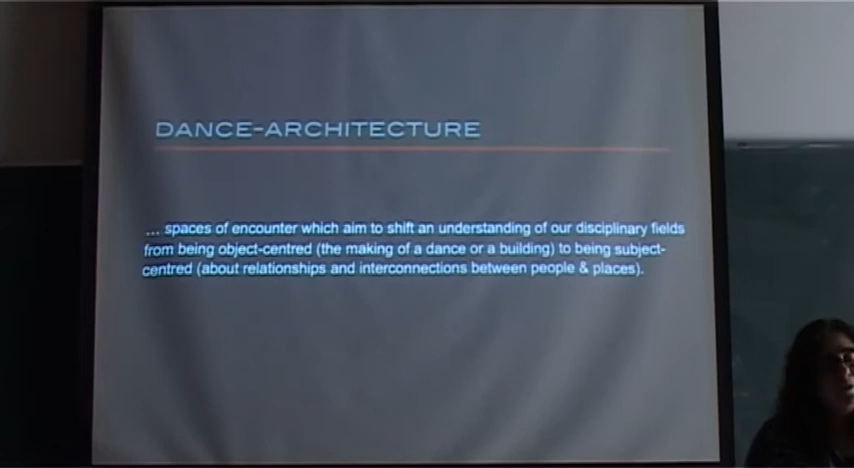 DANCE-ARCHITECTURE
... spaces of encounter which aim to shift an understanding of our disciplinary fields
from being object-centred (the making of a dance or a building) to being subject-
centred (about relationships and interconnections between people & places).